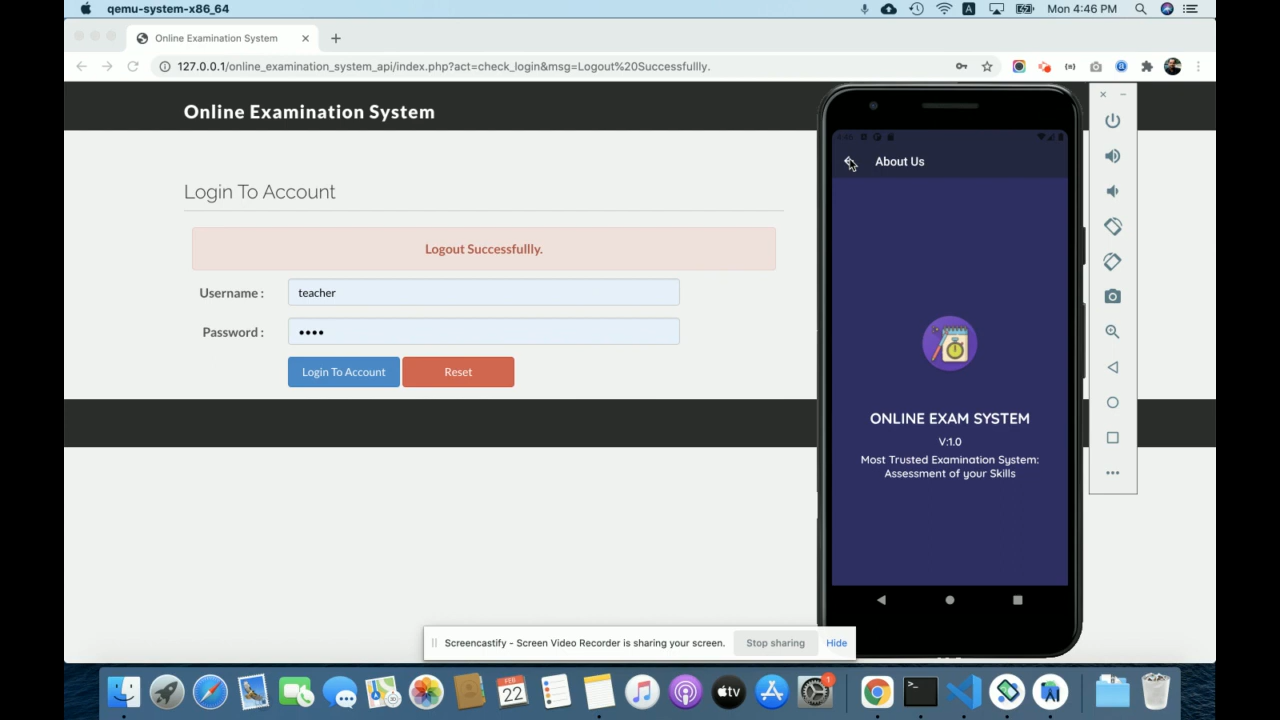 qemu-system-x86_64
A
Mon 4:46 PM
Online Examination System
127.0.0.1/online_examination_system_api/index.php?act=check_login&msg=Logout%20Successfullly.
Online Examination System
Login To Account
Logout Successfullly.
Username :
teacher
Password :
Login To Account
Reset
About Us
ONLINE EXAM SYSTEM
V:1.0
Most Trusted Examination System:
Assessment of your Skills
Screencastify - Screen Video Recorder is sharing your screen.
Stop sharing
Hide
FEB
22
tv
1